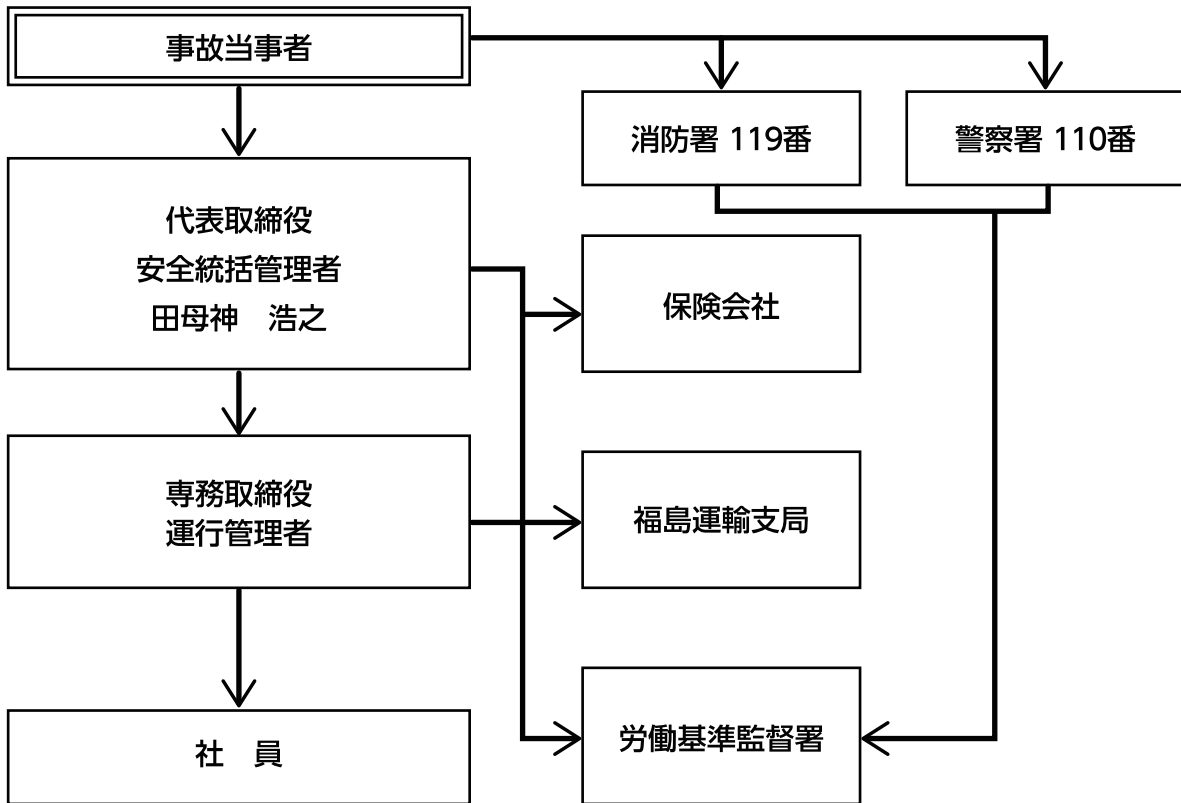 事故当事者
消防署 119番
警察署 110番
代表取締役
安全統括管理者
田母神　浩之
保険会社
専務取締役
運行管理者
福島運輸支局
社　員
労働基準監督署